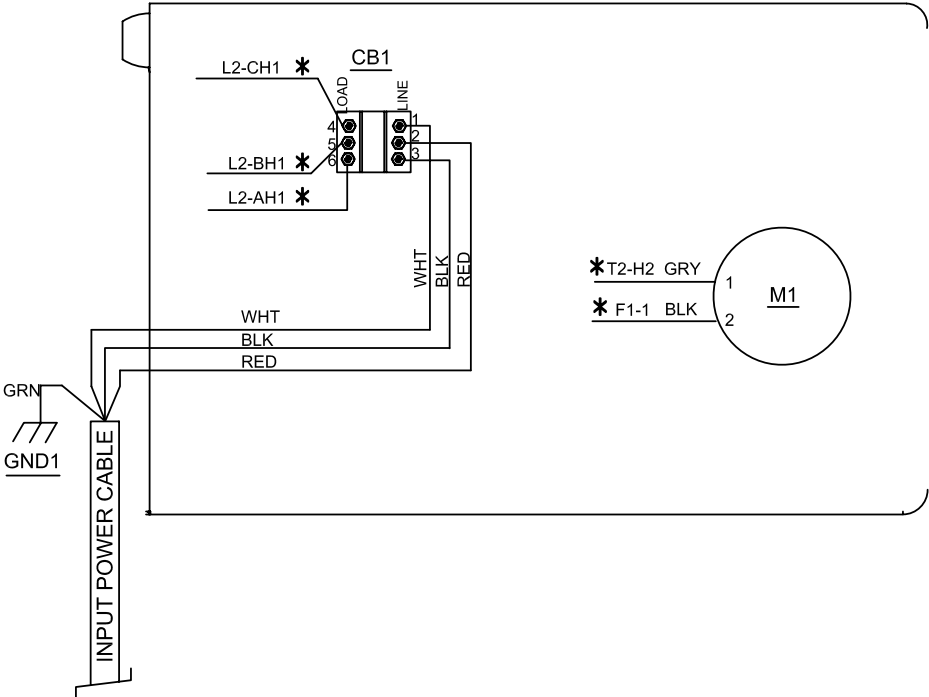 CB1
L2-CH1 *
LOAD
LINE
4
1
5
2
6
3
L2-BH1 *
L2-AH1 *
WHT
BLK
RED
* T2-H2 GRY
1
M1
* F1-1 BLK
2
WHT
BLK
RED
GRN
GND1
INPUT POWER CABLE